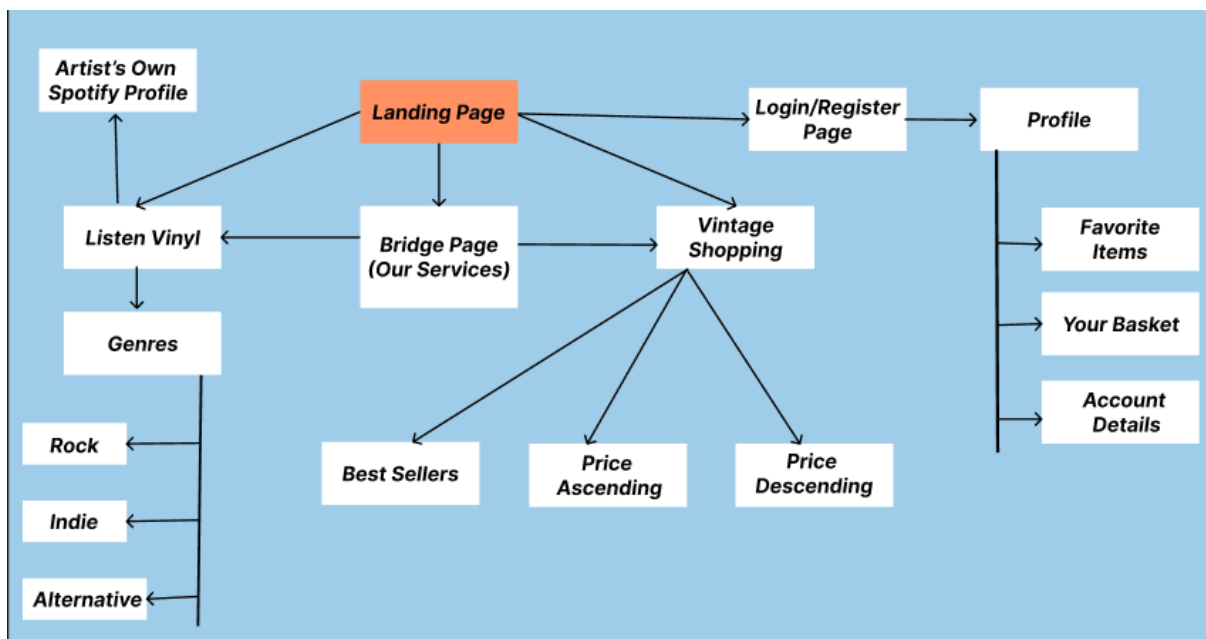 Artist's Own
Spotify Profile
Landing Page
Login/Register
Page
Profile
Listen Vinyl
Bridge Page
(Our Services)
Vintage
Shopping
Favorite
Items
Genres
Your Basket
Account
Details
Rock
Best Sellers
Price
Ascending
Price
Descending
Indie
Alternative